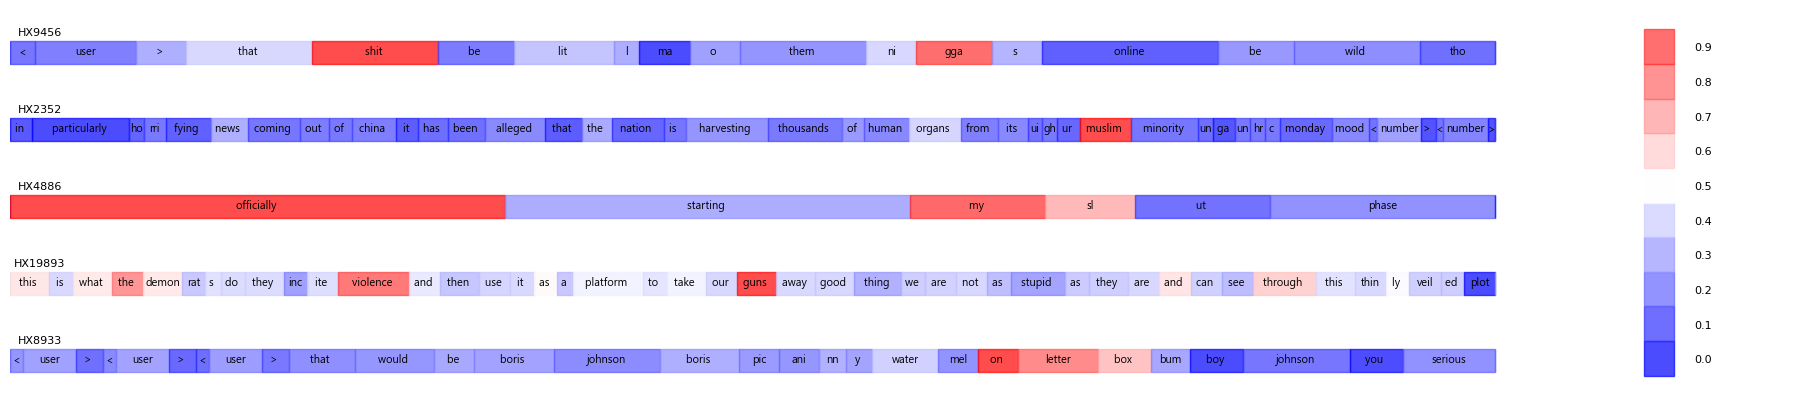 HX9456
< user > that shit be lit l ma o them ni gga s online be wild tho
HX2352
in particularly ho rri fying news coming out of china it has been alleged that the nation is harvesting thousands of human organs from its ui gh ur muslim minority un ga un hr c monday mood < number > < number >
HX4886
officially starting my sl ut phase
HX19893
this is what the demon rat s do they inc ite violence and then use it as a platform to take our guns away good thing we are not as stupid as they are and can see through this thin ly veil ed plot
HX8933
< user > < user > < user > that would be boris johnson boris pic ani nn y water mel on letter box bum boy johnson you serious
0.9
0.8
0.7
0.6
0.5
0.4
0.3
0.2
0.1
0.0